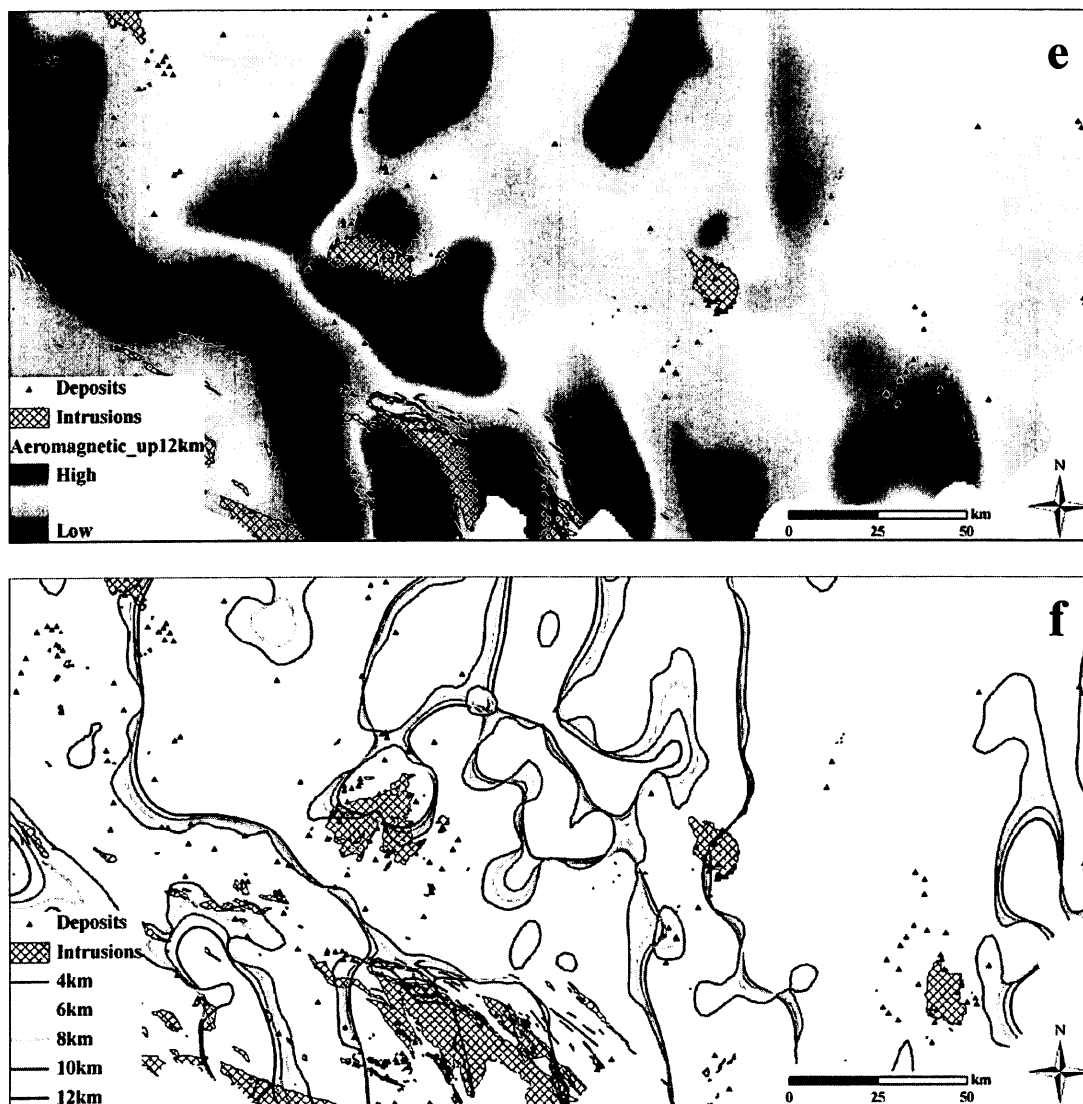 e
Deposits
Intrusions
Aeromagnetic_up12km
High
Low
N
0 25 50 km
f
Deposits
Intrusions
4km
6km
8km
10km
12km
N
0 25 50 km